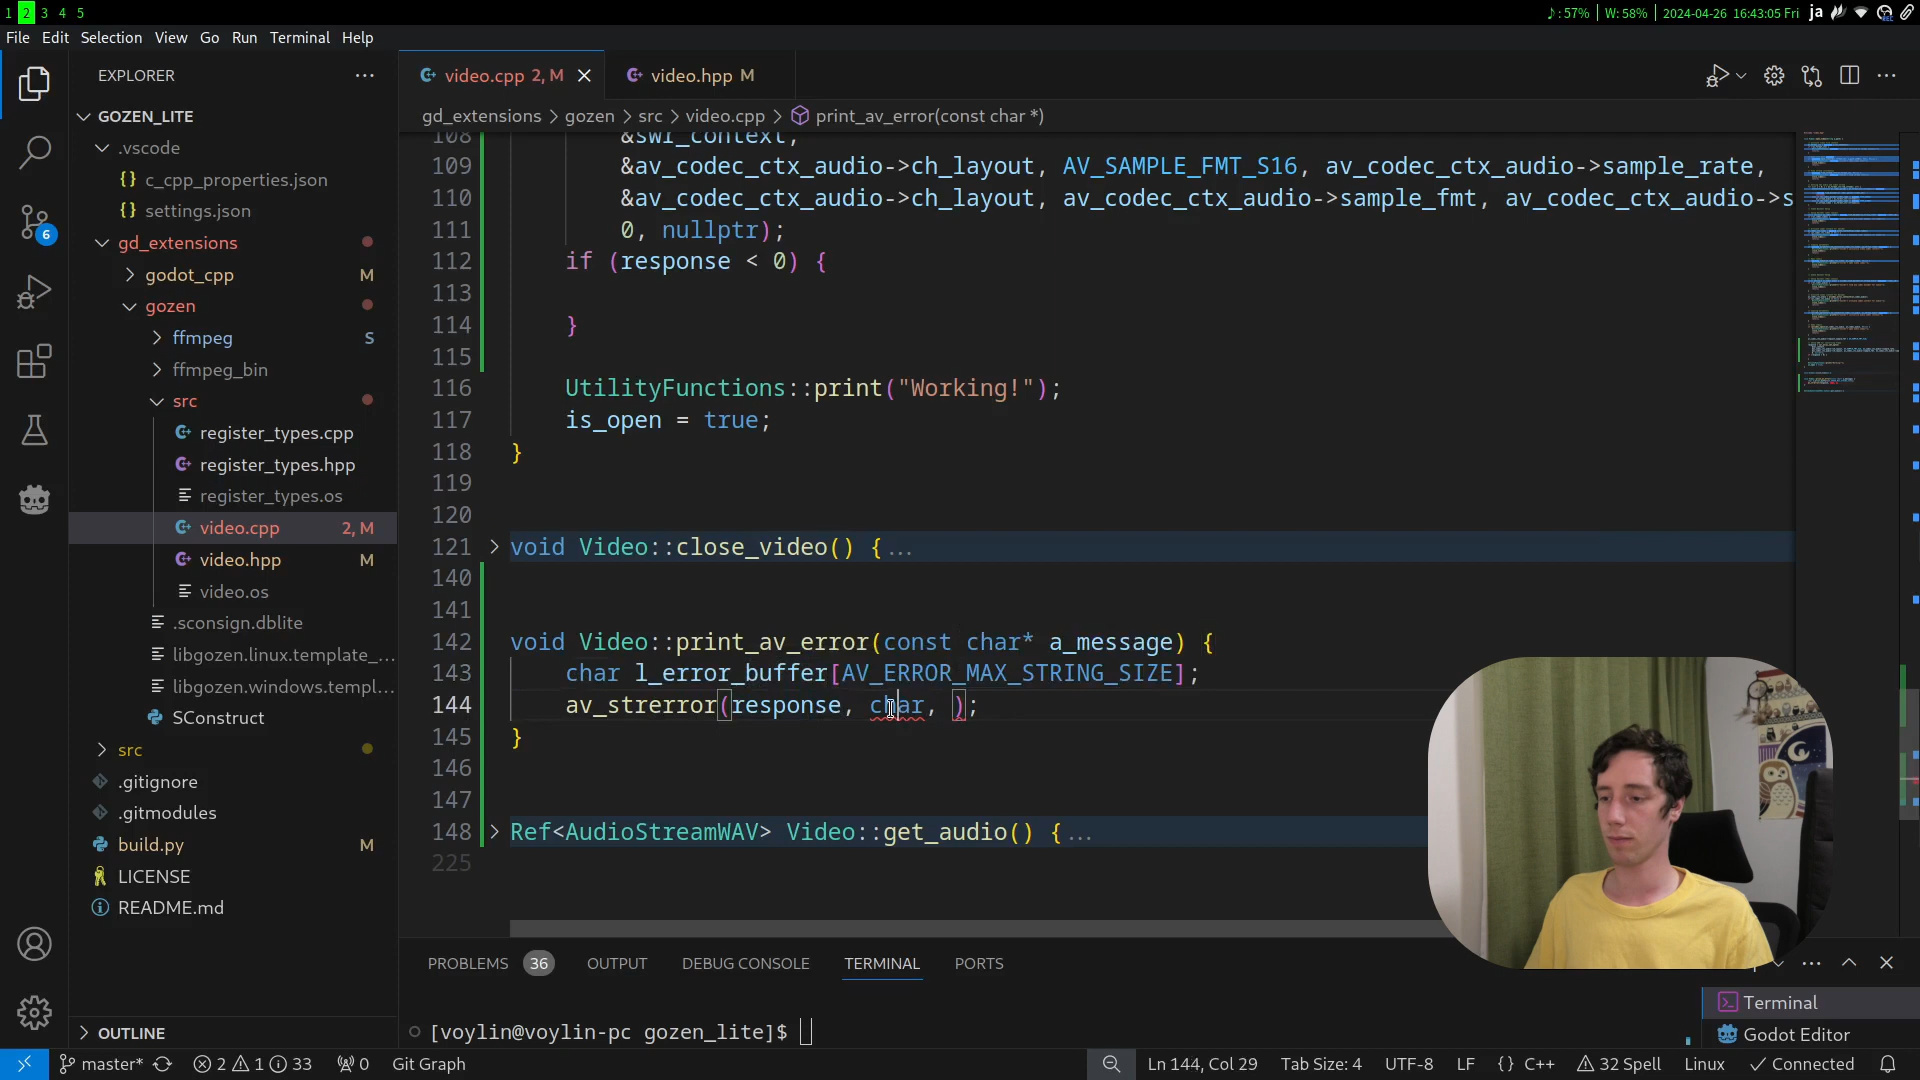 1 2 3 4 5
♪: 57% | W: 58% | 2024-04-26 16:43:05 Fri ja
File Edit Selection View Go Run Terminal Help
EXPLORER
video.cpp 2, M
video.hpp M
GOZEN_LITE
gd_extensions > gozen > src > video.cpp > print_av_error(const char *)
.vscode
c_cpp_properties.json
settings.json
gd_extensions
godot_cpp M
gozen
ffmpeg S
ffmpeg_bin
src
register_types.cpp
register_types.hpp
register_types.os
video.cpp 2, M
video.hpp M
video.os
.sconsign.dblite
libgozen.linux.template_...
libgozen.windows.templ...
SConstruct
src
.gitignore
.gitmodules
build.py M
LICENSE
README.md
OUTLINE
6
108 &swr_context,
109 &av_codec_ctx_audio->ch_layout, AV_SAMPLE_FMT_S16, av_codec_ctx_audio->sample_rate,
110 &av_codec_ctx_audio->ch_layout, av_codec_ctx_audio->sample_fmt, av_codec_ctx_audio->s
111 0, nullptr);
112 if (response < 0) {
113
114 }
115
116 UtilityFunctions::print("Working!");
117 is_open = true;
118 }
119
120
121 void Video::close_video() {...
140
141
142 void Video::print_av_error(const char* a_message) {
143 char l_error_buffer[AV_ERROR_MAX_STRING_SIZE];
144 av_strerror(response, char, );
145 }
146
147
148 Ref<AudioStreamWAV> Video::get_audio() {...
225
PROBLEMS 36 OUTPUT DEBUG CONSOLE TERMINAL PORTS
[voylin@voylin-pc gozen_lite]$
Terminal
Godot Editor
master* 2 1 33 0 Git Graph
Ln 144, Col 29 Tab Size: 4 UTF-8 LF {} C++ 32 Spell Linux Connected